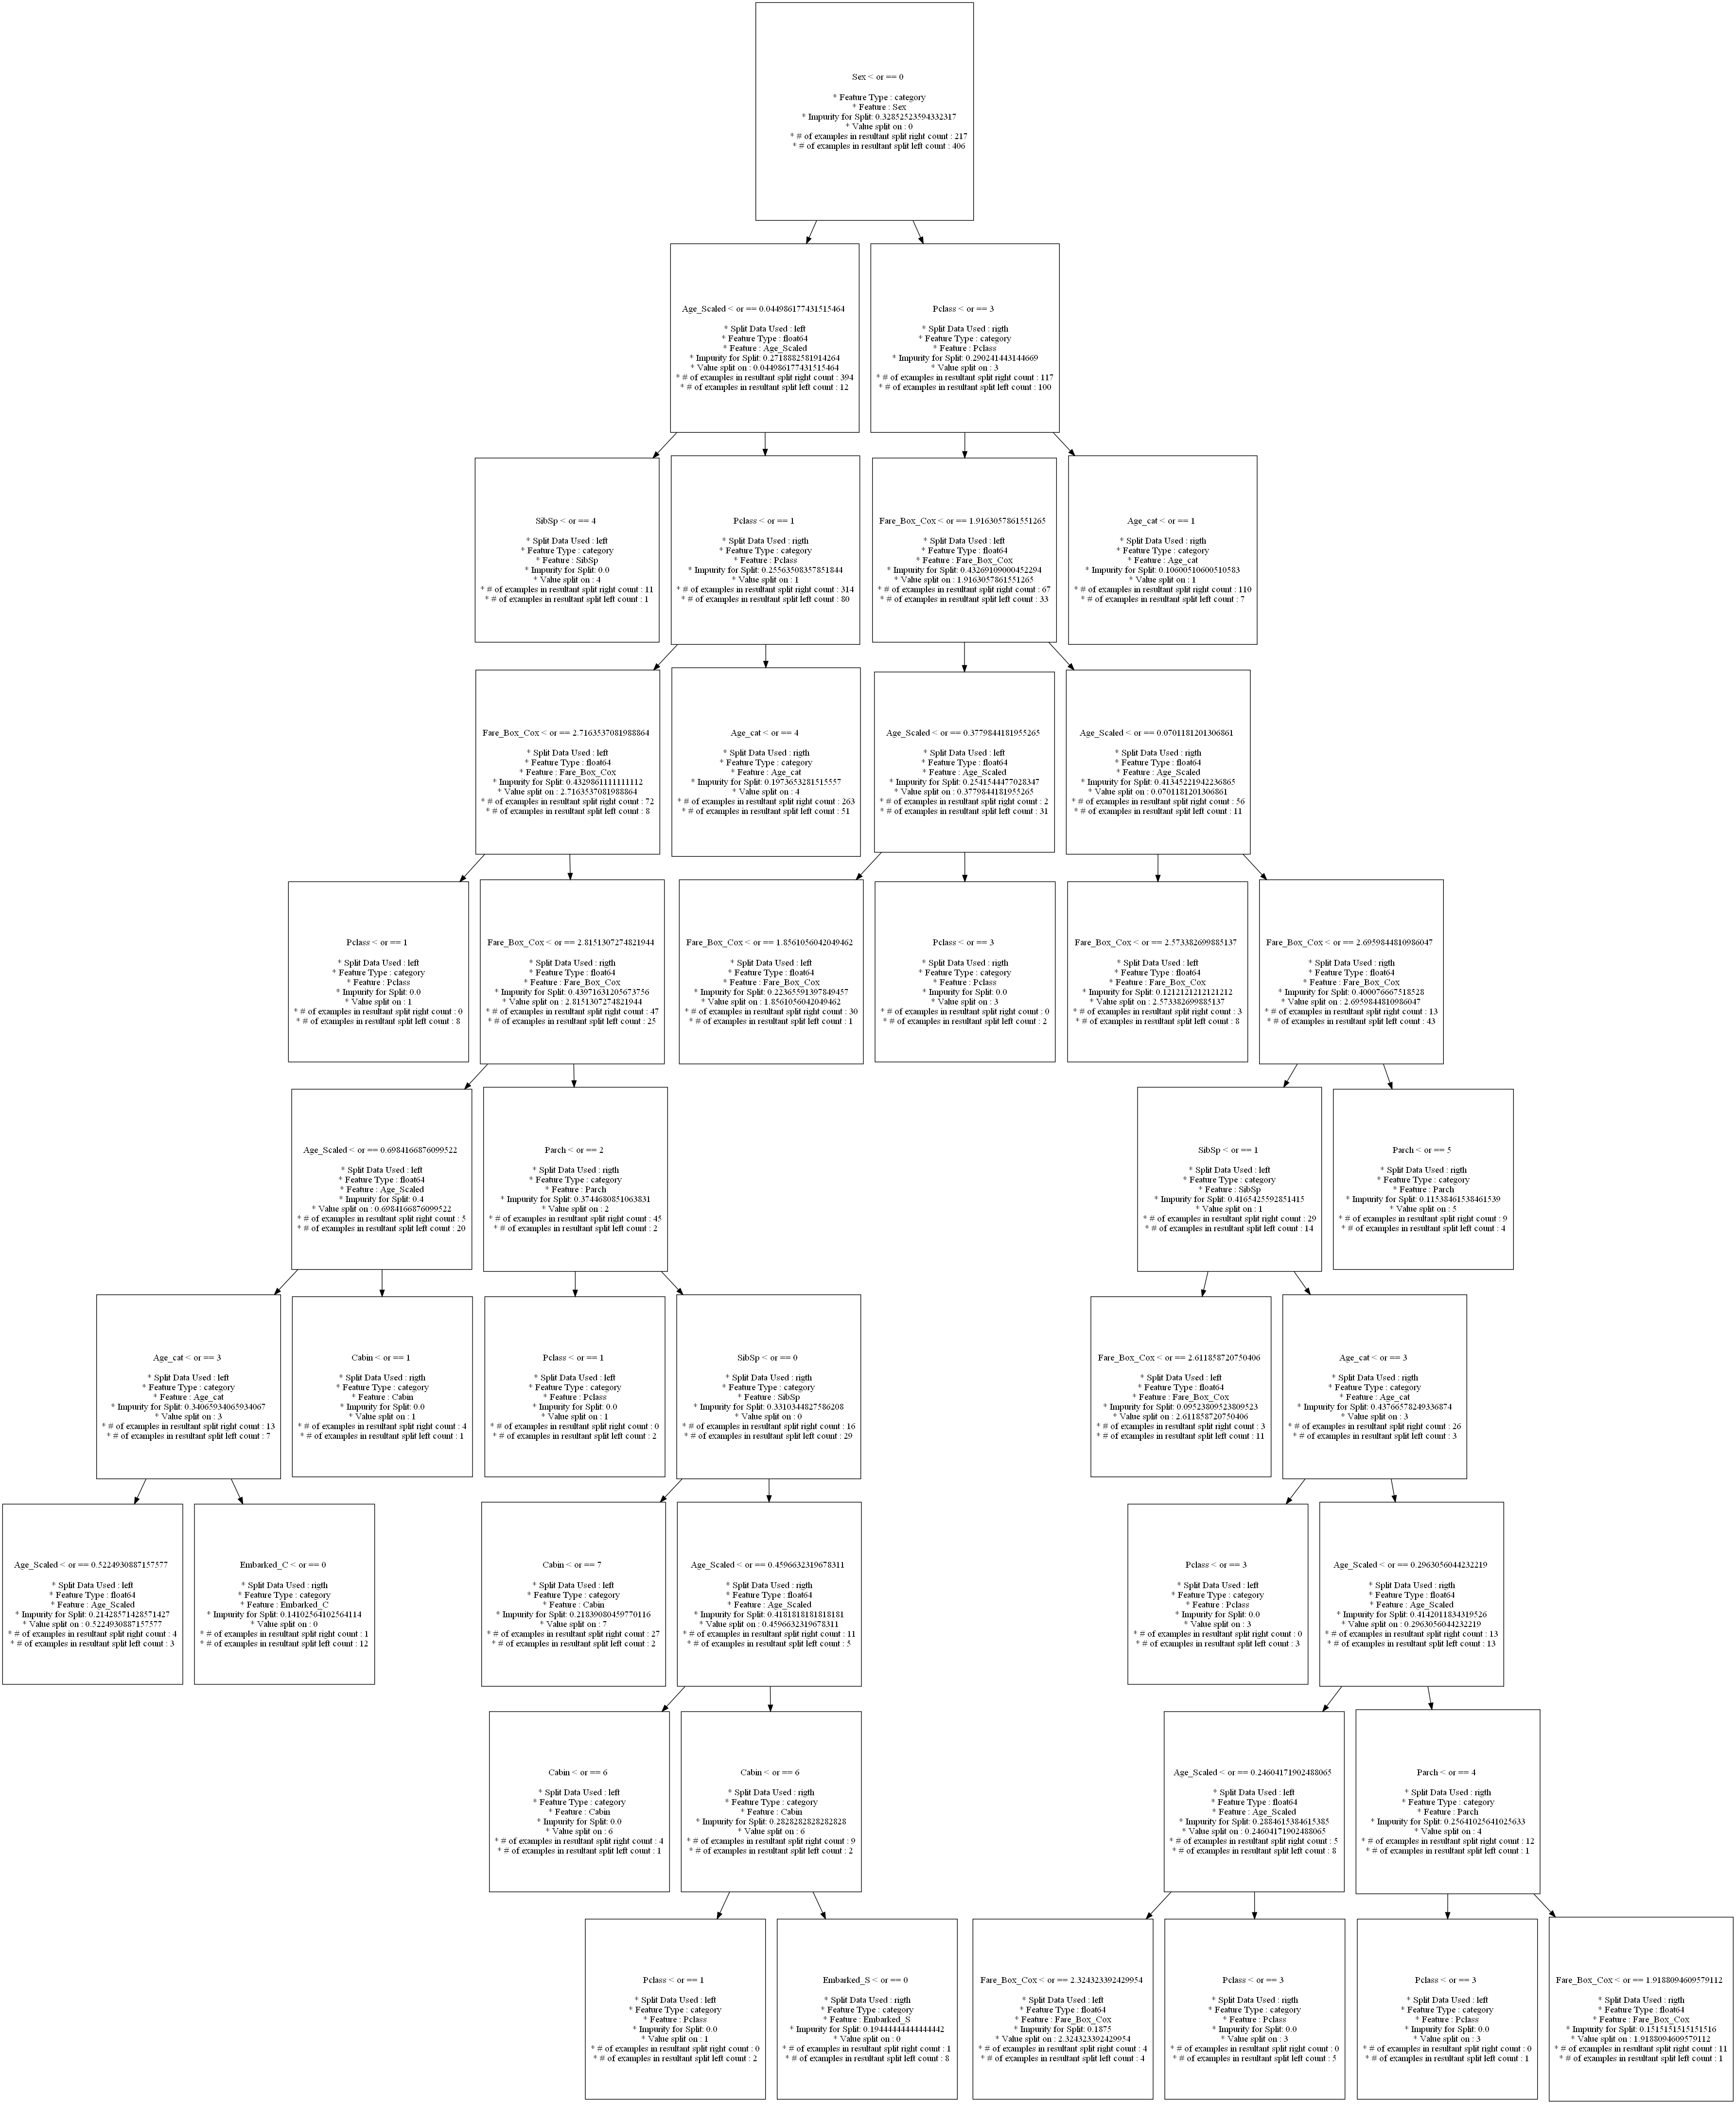 Sex < or == 0
* Feature Type : category
* Feature : Sex
* Impurity for Split: 0.32852523594332317
* Value split on : 0
* # of examples in resultant split right count : 217
* # of examples in resultant split left count : 406
Age_Scaled < or == 0.044986177431515464
* Split Data Used : left
* Feature Type : float64
* Feature : Age_Scaled
* Impurity for Split: 0.2718882581914264
* Value split on : 0.044986177431515464
* # of examples in resultant split right count : 394
* # of examples in resultant split left count : 12
Pclass < or == 3
* Split Data Used : rigth
* Feature Type : category
* Feature : Pclass
* Impurity for Split: 0.290241443144669
* Value split on : 3
* # of examples in resultant split right count : 117
* # of examples in resultant split left count : 100
SibSp < or == 4
* Split Data Used : left
* Feature Type : category
* Feature : SibSp
* Impurity for Split: 0.0
* Value split on : 4
* # of examples in resultant split right count : 11
* # of examples in resultant split left count : 1
Pclass < or == 1
* Split Data Used : rigth
* Feature Type : category
* Feature : Pclass
* Impurity for Split: 0.25563508357851844
* Value split on : 1
* # of examples in resultant split right count : 314
* # of examples in resultant split left count : 80
Fare_Box_Cox < or == 1.9163057861551265
* Split Data Used : left
* Feature Type : float64
* Feature : Fare_Box_Cox
* Impurity for Split: 0.43269109000452294
* Value split on : 1.9163057861551265
* # of examples in resultant split right count : 67
* # of examples in resultant split left count : 33
Age_cat < or == 1
* Split Data Used : rigth
* Feature Type : category
* Feature : Age_cat
* Impurity for Split: 0.10600510600510583
* Value split on : 1
* # of examples in resultant split right count : 110
* # of examples in resultant split left count : 7
Fare_Box_Cox < or == 2.7163537081988864
* Split Data Used : left
* Feature Type : float64
* Feature : Fare_Box_Cox
* Impurity for Split: 0.4329861111111112
* Value split on : 2.7163537081988864
* # of examples in resultant split right count : 72
* # of examples in resultant split left count : 8
Age_cat < or == 4
* Split Data Used : rigth
* Feature Type : category
* Feature : Age_cat
* Impurity for Split: 0.1973653281515557
* Value split on : 4
* # of examples in resultant split right count : 263
* # of examples in resultant split left count : 51
Age_Scaled < or == 0.3779844181955265
* Split Data Used : left
* Feature Type : float64
* Feature : Age_Scaled
* Impurity for Split: 0.2541544477028347
* Value split on : 0.3779844181955265
* # of examples in resultant split right count : 2
* # of examples in resultant split left count : 31
Age_Scaled < or == 0.0701181201306861
* Split Data Used : rigth
* Feature Type : float64
* Feature : Age_Scaled
* Impurity for Split: 0.41345221942236865
* Value split on : 0.0701181201306861
* # of examples in resultant split right count : 56
* # of examples in resultant split left count : 11
Pclass < or == 1
* Split Data Used : left
* Feature Type : category
* Feature : Pclass
* Impurity for Split: 0.0
* Value split on : 1
* # of examples in resultant split right count : 0
* # of examples in resultant split left count : 8
Fare_Box_Cox < or == 2.8151307274821944
* Split Data Used : rigth
* Feature Type : float64
* Feature : Fare_Box_Cox
* Impurity for Split: 0.43971631205673756
* Value split on : 2.8151307274821944
* # of examples in resultant split right count : 47
* # of examples in resultant split left count : 25
Fare_Box_Cox < or == 1.8561056042049462
* Split Data Used : left
* Feature Type : float64
* Feature : Fare_Box_Cox
* Impurity for Split: 0.22365591397849457
* Value split on : 1.8561056042049462
* # of examples in resultant split right count : 30
* # of examples in resultant split left count : 1
Pclass < or == 3
* Split Data Used : rigth
* Feature Type : category
* Feature : Pclass
* Impurity for Split: 0.0
* Value split on : 3
* # of examples in resultant split right count : 0
* # of examples in resultant split left count : 2
Fare_Box_Cox < or == 2.573382699885137
* Split Data Used : left
* Feature Type : float64
* Feature : Fare_Box_Cox
* Impurity for Split: 0.1212121212121212
* Value split on : 2.573382699885137
* # of examples in resultant split right count : 3
* # of examples in resultant split left count : 8
Fare_Box_Cox < or == 2.6959844810986047
* Split Data Used : rigth
* Feature Type : float64
* Feature : Fare_Box_Cox
* Impurity for Split: 0.400076667518528
* Value split on : 2.6959844810986047
* # of examples in resultant split right count : 13
* # of examples in resultant split left count : 43
Age_Scaled < or == 0.6984166876099522
* Split Data Used : left
* Feature Type : float64
* Feature : Age_Scaled
* Impurity for Split: 0.4
* Value split on : 0.6984166876099522
* # of examples in resultant split right count : 5
* # of examples in resultant split left count : 20
Parch < or == 2
* Split Data Used : rigth
* Feature Type : category
* Feature : Parch
* Impurity for Split: 0.3744680851063831
* Value split on : 2
* # of examples in resultant split right count : 45
* # of examples in resultant split left count : 2
SibSp < or == 1
* Split Data Used : left
* Feature Type : category
* Feature : SibSp
* Impurity for Split: 0.4165425592851415
* Value split on : 1
* # of examples in resultant split right count : 29
* # of examples in resultant split left count : 14
Parch < or == 5
* Split Data Used : rigth
* Feature Type : category
* Feature : Parch
* Impurity for Split: 0.11538461538461539
* Value split on : 5
* # of examples in resultant split right count : 9
* # of examples in resultant split left count : 4
Age_cat < or == 3
* Split Data Used : left
* Feature Type : category
* Feature : Age_cat
* Impurity for Split: 0.34065934065934067
* Value split on : 3
* # of examples in resultant split right count : 13
* # of examples in resultant split left count : 7
Cabin < or == 1
* Split Data Used : rigth
* Feature Type : category
* Feature : Cabin
* Impurity for Split: 0.0
* Value split on : 1
* # of examples in resultant split right count : 4
* # of examples in resultant split left count : 1
Pclass < or == 1
* Split Data Used : left
* Feature Type : category
* Feature : Pclass
* Impurity for Split: 0.0
* Value split on : 1
* # of examples in resultant split right count : 0
* # of examples in resultant split left count : 2
SibSp < or == 0
* Split Data Used : rigth
* Feature Type : category
* Feature : SibSp
* Impurity for Split: 0.3310344827586208
* Value split on : 0
* # of examples in resultant split right count : 16
* # of examples in resultant split left count : 29
Fare_Box_Cox < or == 2.611858720750406
* Split Data Used : left
* Feature Type : float64
* Feature : Fare_Box_Cox
* Impurity for Split: 0.09523809523809523
* Value split on : 2.611858720750406
* # of examples in resultant split right count : 3
* # of examples in resultant split left count : 11
Age_cat < or == 3
* Split Data Used : rigth
* Feature Type : category
* Feature : Age_cat
* Impurity for Split: 0.43766578249336874
* Value split on : 3
* # of examples in resultant split right count : 26
* # of examples in resultant split left count : 3
Age_Scaled < or == 0.5224930887157577
* Split Data Used : left
* Feature Type : float64
* Feature : Age_Scaled
* Impurity for Split: 0.21428571428571427
* Value split on : 0.5224930887157577
* # of examples in resultant split right count : 4
* # of examples in resultant split left count : 3
Embarked_C < or == 0
* Split Data Used : rigth
* Feature Type : category
* Feature : Embarked_C
* Impurity for Split: 0.14102564102564114
* Value split on : 0
* # of examples in resultant split right count : 1
* # of examples in resultant split left count : 12
Cabin < or == 7
* Split Data Used : left
* Feature Type : category
* Feature : Cabin
* Impurity for Split: 0.21839080459770116
* Value split on : 7
* # of examples in resultant split right count : 27
* # of examples in resultant split left count : 2
Age_Scaled < or == 0.4596632319678311
* Split Data Used : rigth
* Feature Type : float64
* Feature : Age_Scaled
* Impurity for Split: 0.4181818181818181
* Value split on : 0.4596632319678311
* # of examples in resultant split right count : 11
* # of examples in resultant split left count : 5
Pclass < or == 3
* Split Data Used : left
* Feature Type : category
* Feature : Pclass
* Impurity for Split: 0.0
* Value split on : 3
* # of examples in resultant split right count : 0
* # of examples in resultant split left count : 3
Age_Scaled < or == 0.2963056044232219
* Split Data Used : rigth
* Feature Type : float64
* Feature : Age_Scaled
* Impurity for Split: 0.4142011834319526
* Value split on : 0.2963056044232219
* # of examples in resultant split right count : 13
* # of examples in resultant split left count : 13
Cabin < or == 6
* Split Data Used : left
* Feature Type : category
* Feature : Cabin
* Impurity for Split: 0.0
* Value split on : 6
* # of examples in resultant split right count : 4
* # of examples in resultant split left count : 1
Cabin < or == 6
* Split Data Used : rigth
* Feature Type : category
* Feature : Cabin
* Impurity for Split: 0.2828282828282828
* Value split on : 6
* # of examples in resultant split right count : 9
* # of examples in resultant split left count : 2
Age_Scaled < or == 0.24604171902488065
* Split Data Used : left
* Feature Type : float64
* Feature : Age_Scaled
* Impurity for Split: 0.2884615384615385
* Value split on : 0.24604171902488065
* # of examples in resultant split right count : 5
* # of examples in resultant split left count : 8
Parch < or == 4
* Split Data Used : rigth
* Feature Type : category
* Feature : Parch
* Impurity for Split: 0.25641025641025633
* Value split on : 4
* # of examples in resultant split right count : 12
* # of examples in resultant split left count : 1
Pclass < or == 1
* Split Data Used : left
* Feature Type : category
* Feature : Pclass
* Impurity for Split: 0.0
* Value split on : 1
* # of examples in resultant split right count : 0
* # of examples in resultant split left count : 2
Embarked_S < or == 0
* Split Data Used : rigth
* Feature Type : category
* Feature : Embarked_S
* Impurity for Split: 0.19444444444444442
* Value split on : 0
* # of examples in resultant split right count : 1
* # of examples in resultant split left count : 8
Fare_Box_Cox < or == 2.324323392429954
* Split Data Used : left
* Feature Type : float64
* Feature : Fare_Box_Cox
* Impurity for Split: 0.1875
* Value split on : 2.324323392429954
* # of examples in resultant split right count : 4
* # of examples in resultant split left count : 4
Pclass < or == 3
* Split Data Used : rigth
* Feature Type : category
* Feature : Pclass
* Impurity for Split: 0.0
* Value split on : 3
* # of examples in resultant split right count : 0
* # of examples in resultant split left count : 5
Pclass < or == 3
* Split Data Used : left
* Feature Type : category
* Feature : Pclass
* Impurity for Split: 0.0
* Value split on : 3
* # of examples in resultant split right count : 0
* # of examples in resultant split left count : 1
Fare_Box_Cox < or == 1.9188094609579112
* Split Data Used : rigth
* Feature Type : float64
* Feature : Fare_Box_Cox
* Impurity for Split: 0.1515151515151516
* Value split on : 1.9188094609579112
* # of examples in resultant split right count : 11
* # of examples in resultant split left count : 1